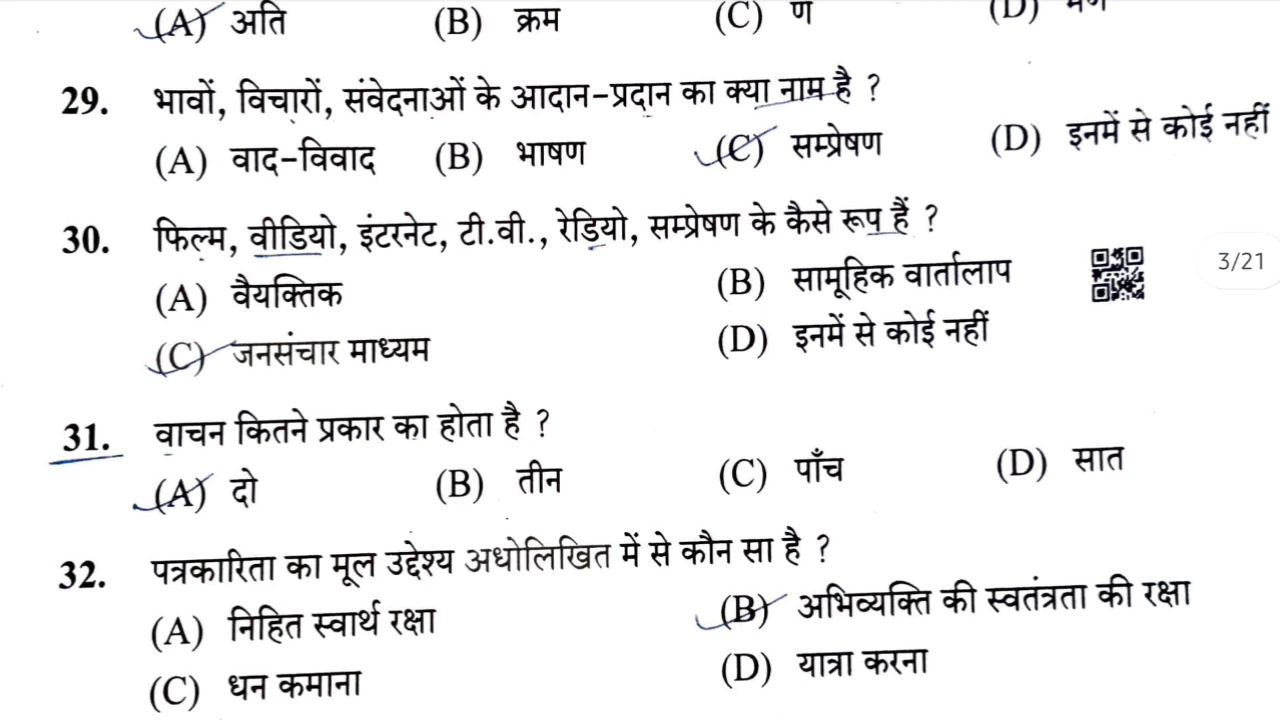 (A) अति (B) क्रम (C) ण (D)
29. भावों, विचारों, संवेदनाओं के आदान-प्रदान का क्या नाम है ?
(A) वाद-विवाद (B) भाषण (C) सम्प्रेषण (D) इनमें से कोई नहीं
30. फिल्म, वीडियो, इंटरनेट, टी.वी., रेडियो, सम्प्रेषण के कैसे रूप हैं ?
(A) वैयक्तिक (B) सामूहिक वार्तालाप
3/21
(C) जनसंचार माध्यम (D) इनमें से कोई नहीं
31. वाचन कितने प्रकार का होता है ?
(A) दो (B) तीन (C) पाँच (D) सात
32. पत्रकारिता का मूल उद्देश्य अधोलिखित में से कौन सा है ?
(A) निहित स्वार्थ रक्षा (B) अभिव्यक्ति की स्वतंत्रता की रक्षा
(C) धन कमाना (D) यात्रा करना